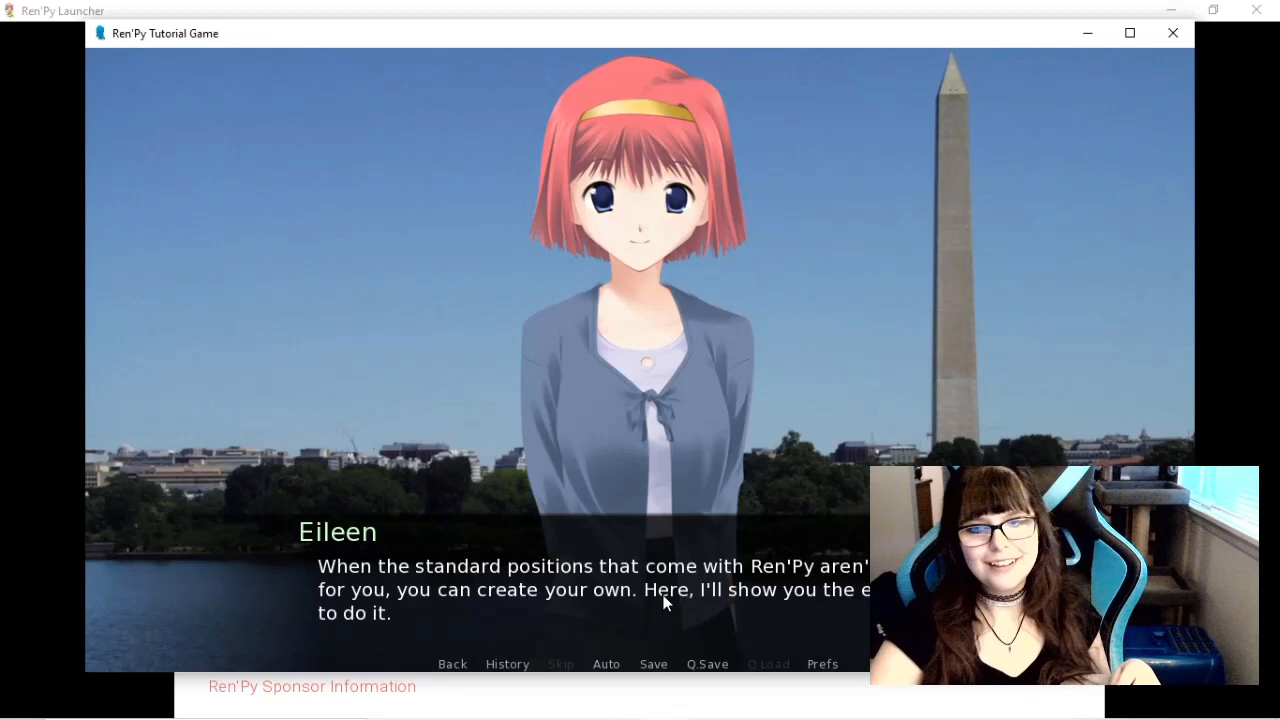 Ren'Py Launcher
Ren'Py Tutorial Game
Eileen
When the standard positions that come with Ren'Py aren'
for you, you can create your own. Here, I'll show you the e
to do it.
Back History Skip Auto Save Q.Save Q.Load Prefs
Ren'Py Sponsor Information